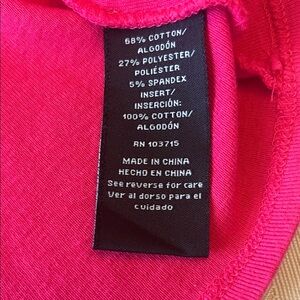 68% COTTON/
ALGODÓN
27% POLYESTER/
POLIÉSTER
5% SPANDEX
INSERT/
INSERCIÓN:
100% COTTON/
ALGODÓN
RN 103715
MADE IN CHINA
HECHO EN CHINA
See reverse for care
Ver al dorso para el
cuidado